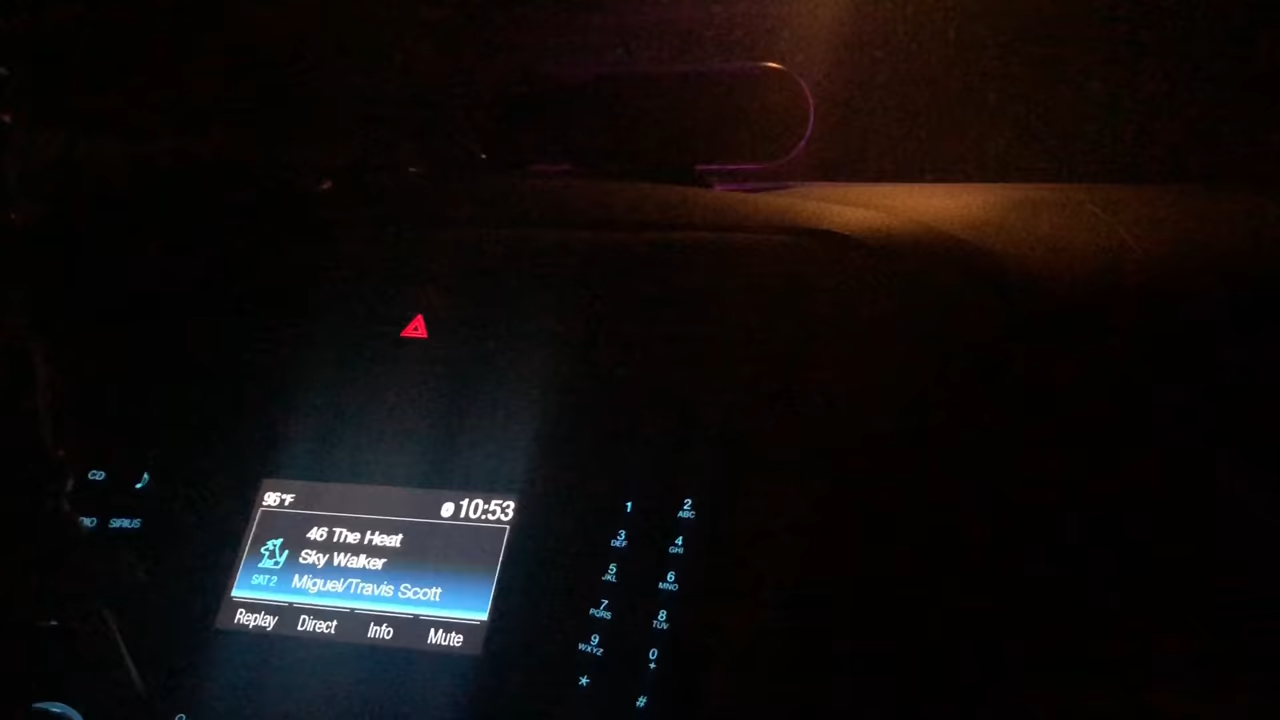 CD
SIRIUS
96°F
10:53
46 The Heat
Sky Walker
SAT 2
Miguel/Travis Scott
Replay Direct Info Mute
1
2
ABC
3
DEF
4
GHI
5
JKL
6
MNO
7
PQRS
8
TUV
9
WXYZ
0
+
*
#